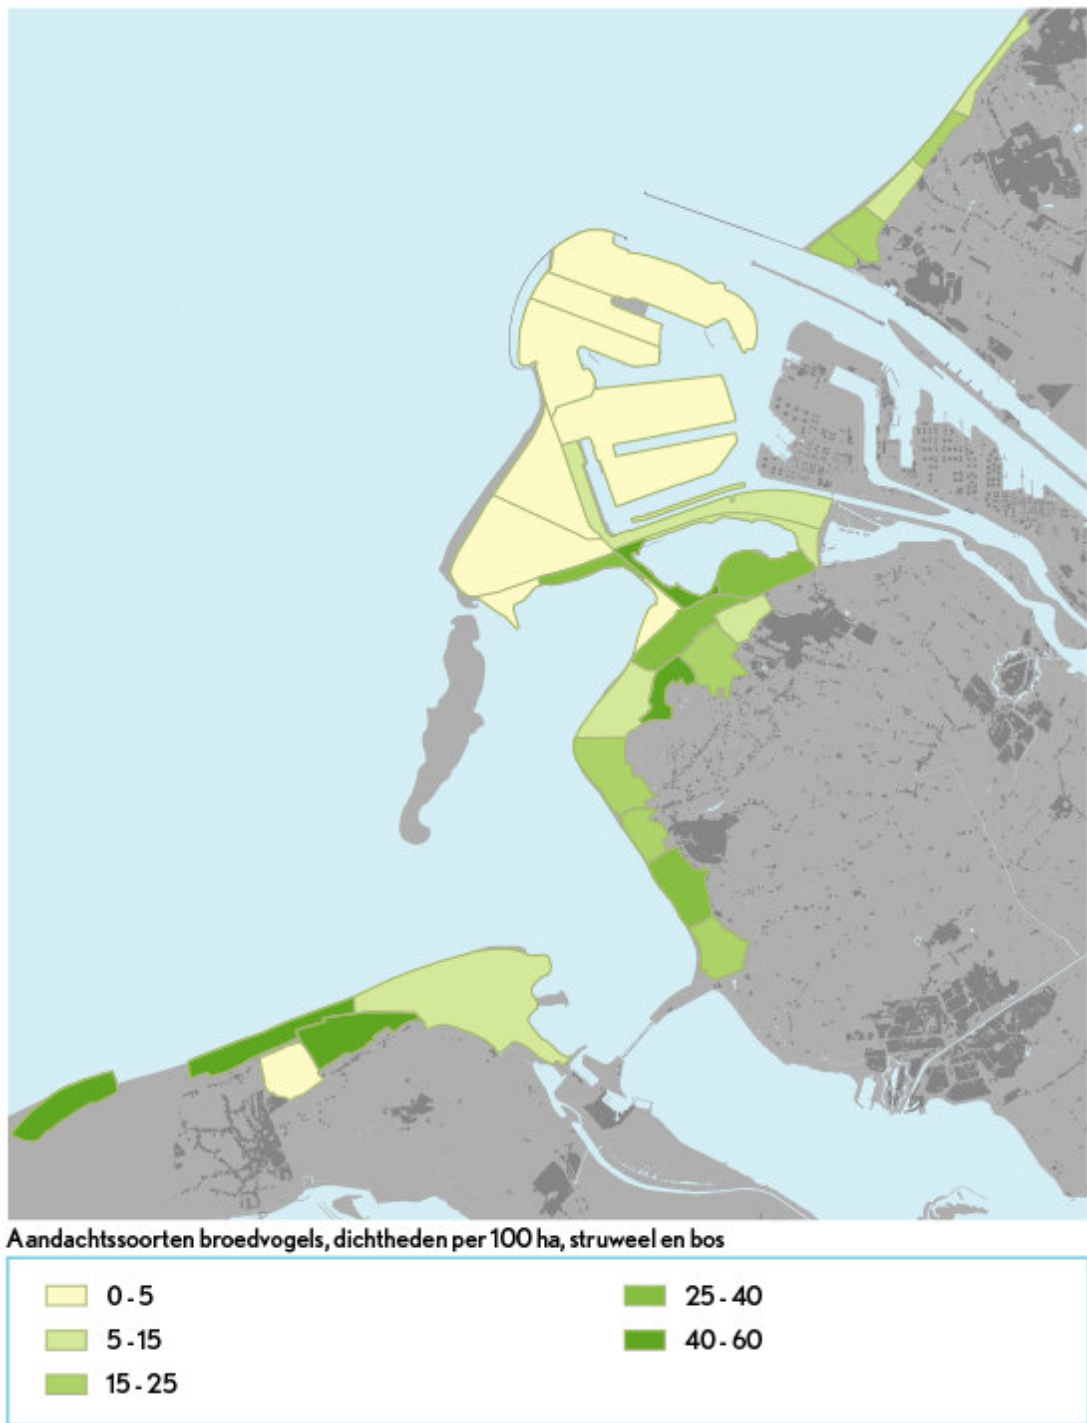 Aandachtssoorten broedvogels, dichtheden per 100 ha, struweel en bos
0 - 5
5 - 15
15 - 25
25 - 40
40 - 60